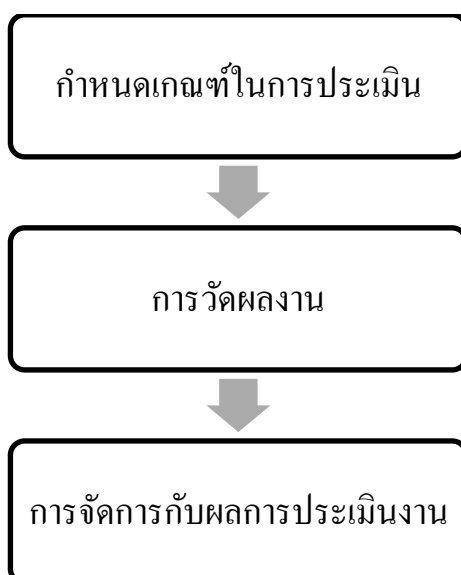 กำหนดเกณฑ์ในการประเมิน
การวัดผลงาน
การจัดการกับผลการประเมินงาน